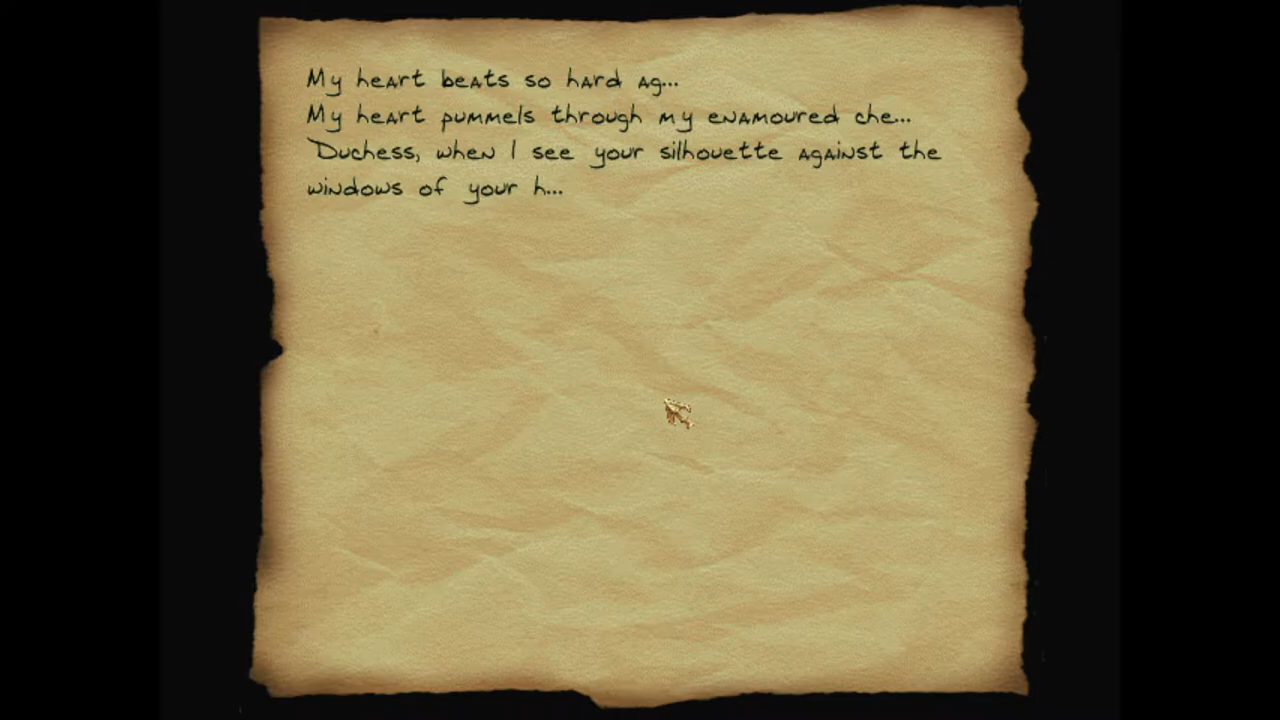 My heart beats so hard ag...
My heart pummels through my enamoured che...
Duchess, when I see your silhouette against the
windows of your h...